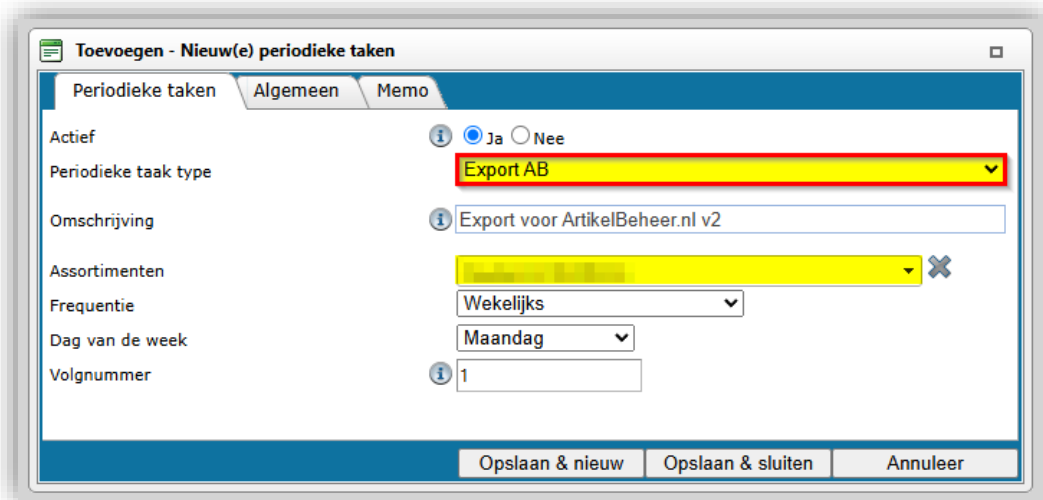 Toevoegen - Nieuw(e) periodieke taken
Periodieke taken Algemeen Memo
Actief Ja Nee
Periodieke taak type Export AB
Omschrijving Export voor ArtikelBeheer.nl v2
Assortimenten
Frequentie Wekelijks
Dag van de week Maandag
Volgnummer 1
Opslaan & nieuw Opslaan & sluiten Annuleer